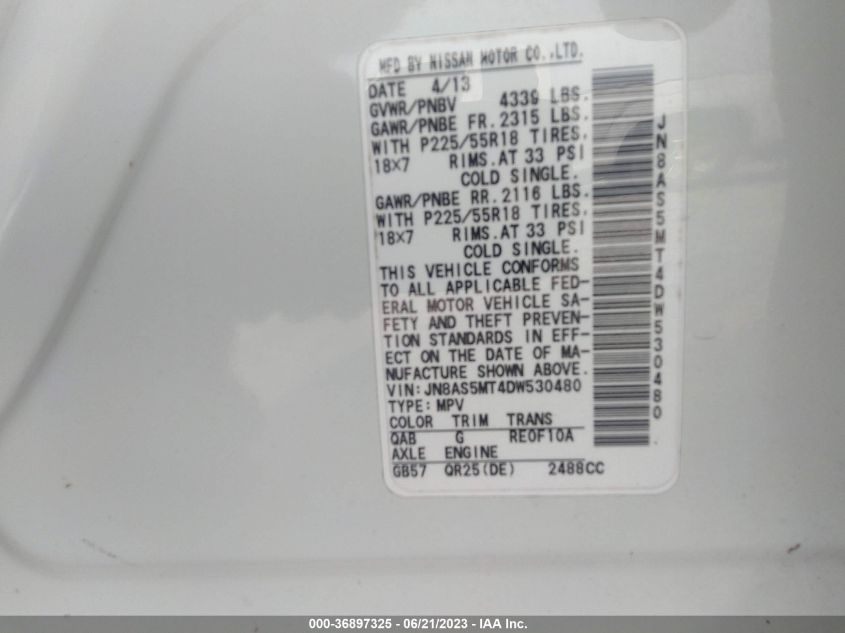 MFD BY NISSAN MOTOR CO.,LTD.
DATE 4/13
GVWR/PNBV 4339 LBS.
GAWR/PNBE FR. 2315 LBS.
WITH P225/55R18 TIRES.
18×7 RIMS.AT 33 PSI
COLD SINGLE.
GAWR/PNBE RR. 2116 LBS.
WITH P225/55R18 TIRES.
18×7 RIMS.AT 33 PSI
COLD SINGLE.
THIS VEHICLE CONFORMS
TO ALL APPLICABLE FED-
ERAL MOTOR VEHICLE SA-
FETY AND THEFT PREVEN-
TION STANDARDS IN EFF-
ECT ON THE DATE OF MA-
NUFACTURE SHOWN ABOVE.
VIN: JN8AS5MT4DW530480
TYPE: MPV
COLOR TRIM TRANS
QAB G RE0F10A
AXLE ENGINE
GB57 QR25(DE) 2488CC
JN8AS5MT4DW530480
000-36897325 - 06/21/2023 - IAA Inc.